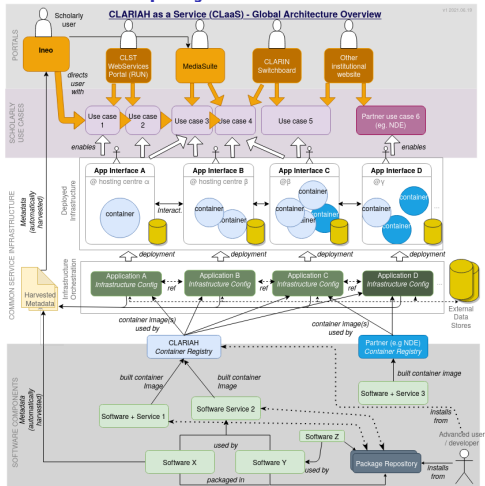 CLARIAH as a Service (CLaaS) - Global Architecture Overview
PORTALS
Scholarly
user
Ineo
directs
user
with
CLST
WebServices
Portal (RUN)
MediaSuite
CLARIN
Switchboard
Other
institutional
website
SCHOLARLY
USE CASES
Use case
1
Use case
2
Use case 3
Use case 4
Use case 5
Partner use case 6
(eg. NDE)
enables
enables
COMMON SERVICE INFRASTRUCTURE
Metadata
(automatically
harvested)
Deployed
Infrastructure
App Interface A
@ hosting centre α
container
interact.
App Interface B
@ hosting centre β
container
container
App Interface C
@β
container
container
container
App Interface D
@γ
container
container
container
deployment
deployment
deployment
deployment
Infrastructure
Orchestration
Application A
Infrastructure Config
ref
Application B
Infrastructure Config
ref
Application C
Infrastructure Config
ref
Application D
Infrastructure Config
Harvested
Metadata
External
Data
Stores
container image(s)
used by
container image(s)
used by
CLARIAH
Container Registry
Partner (e.g NDE)
Container Registry
SOFTWARE COMPONENTS
Metadata
(automatically
harvested)
built container
Image
built container
built container image
Software + Service 1
Software Service 2
Software + Service 3
installs
from
Software Z
Advanced user
/ developer
used by
Software X
Software Y
used by
Package Repository
installs
from
packaged in